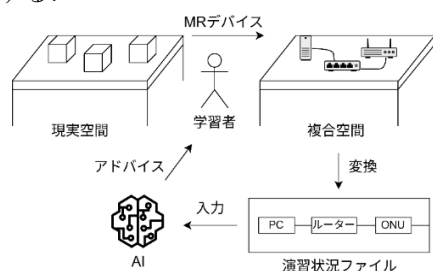 する.
MRデバイス
学習者
現実空間
複合空間
アドバイス
変換
入力
PC
ルーター
ONU
AI
演習状況ファイル